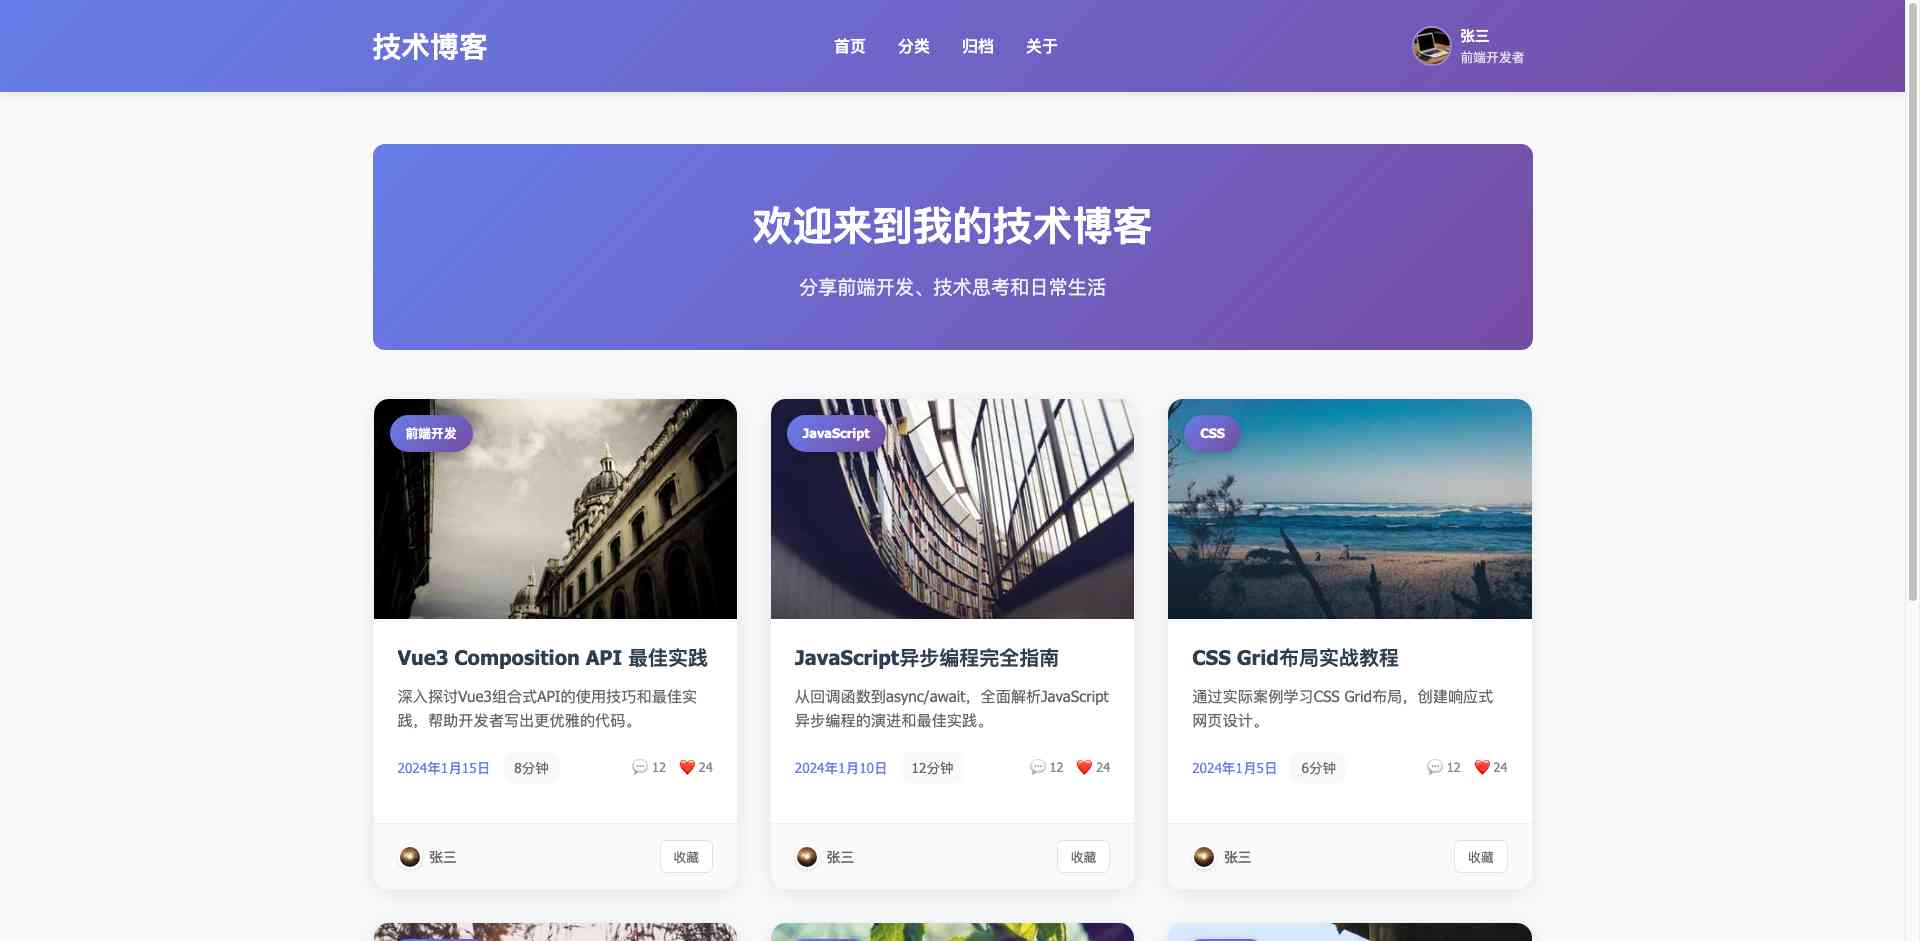 技术博客
首页 分类 归档 关于
张三
前端开发者
欢迎来到我的技术博客
分享前端开发、技术思考和日常生活
前端开发
Vue3 Composition API 最佳实践
深入探讨Vue3组合式API的使用技巧和最佳实
践，帮助开发者写出更优雅的代码。
2024年1月15日 8分钟 💬 12 ❤️ 24
张三 收藏
JavaScript
JavaScript异步编程完全指南
从回调函数到async/await，全面解析JavaScript
异步编程的演进和最佳实践。
2024年1月10日 12分钟 💬 12 ❤️ 24
张三 收藏
CSS
CSS Grid布局实战教程
通过实际案例学习CSS Grid布局，创建响应式
网页设计。
2024年1月5日 6分钟 💬 12 ❤️ 24
张三 收藏